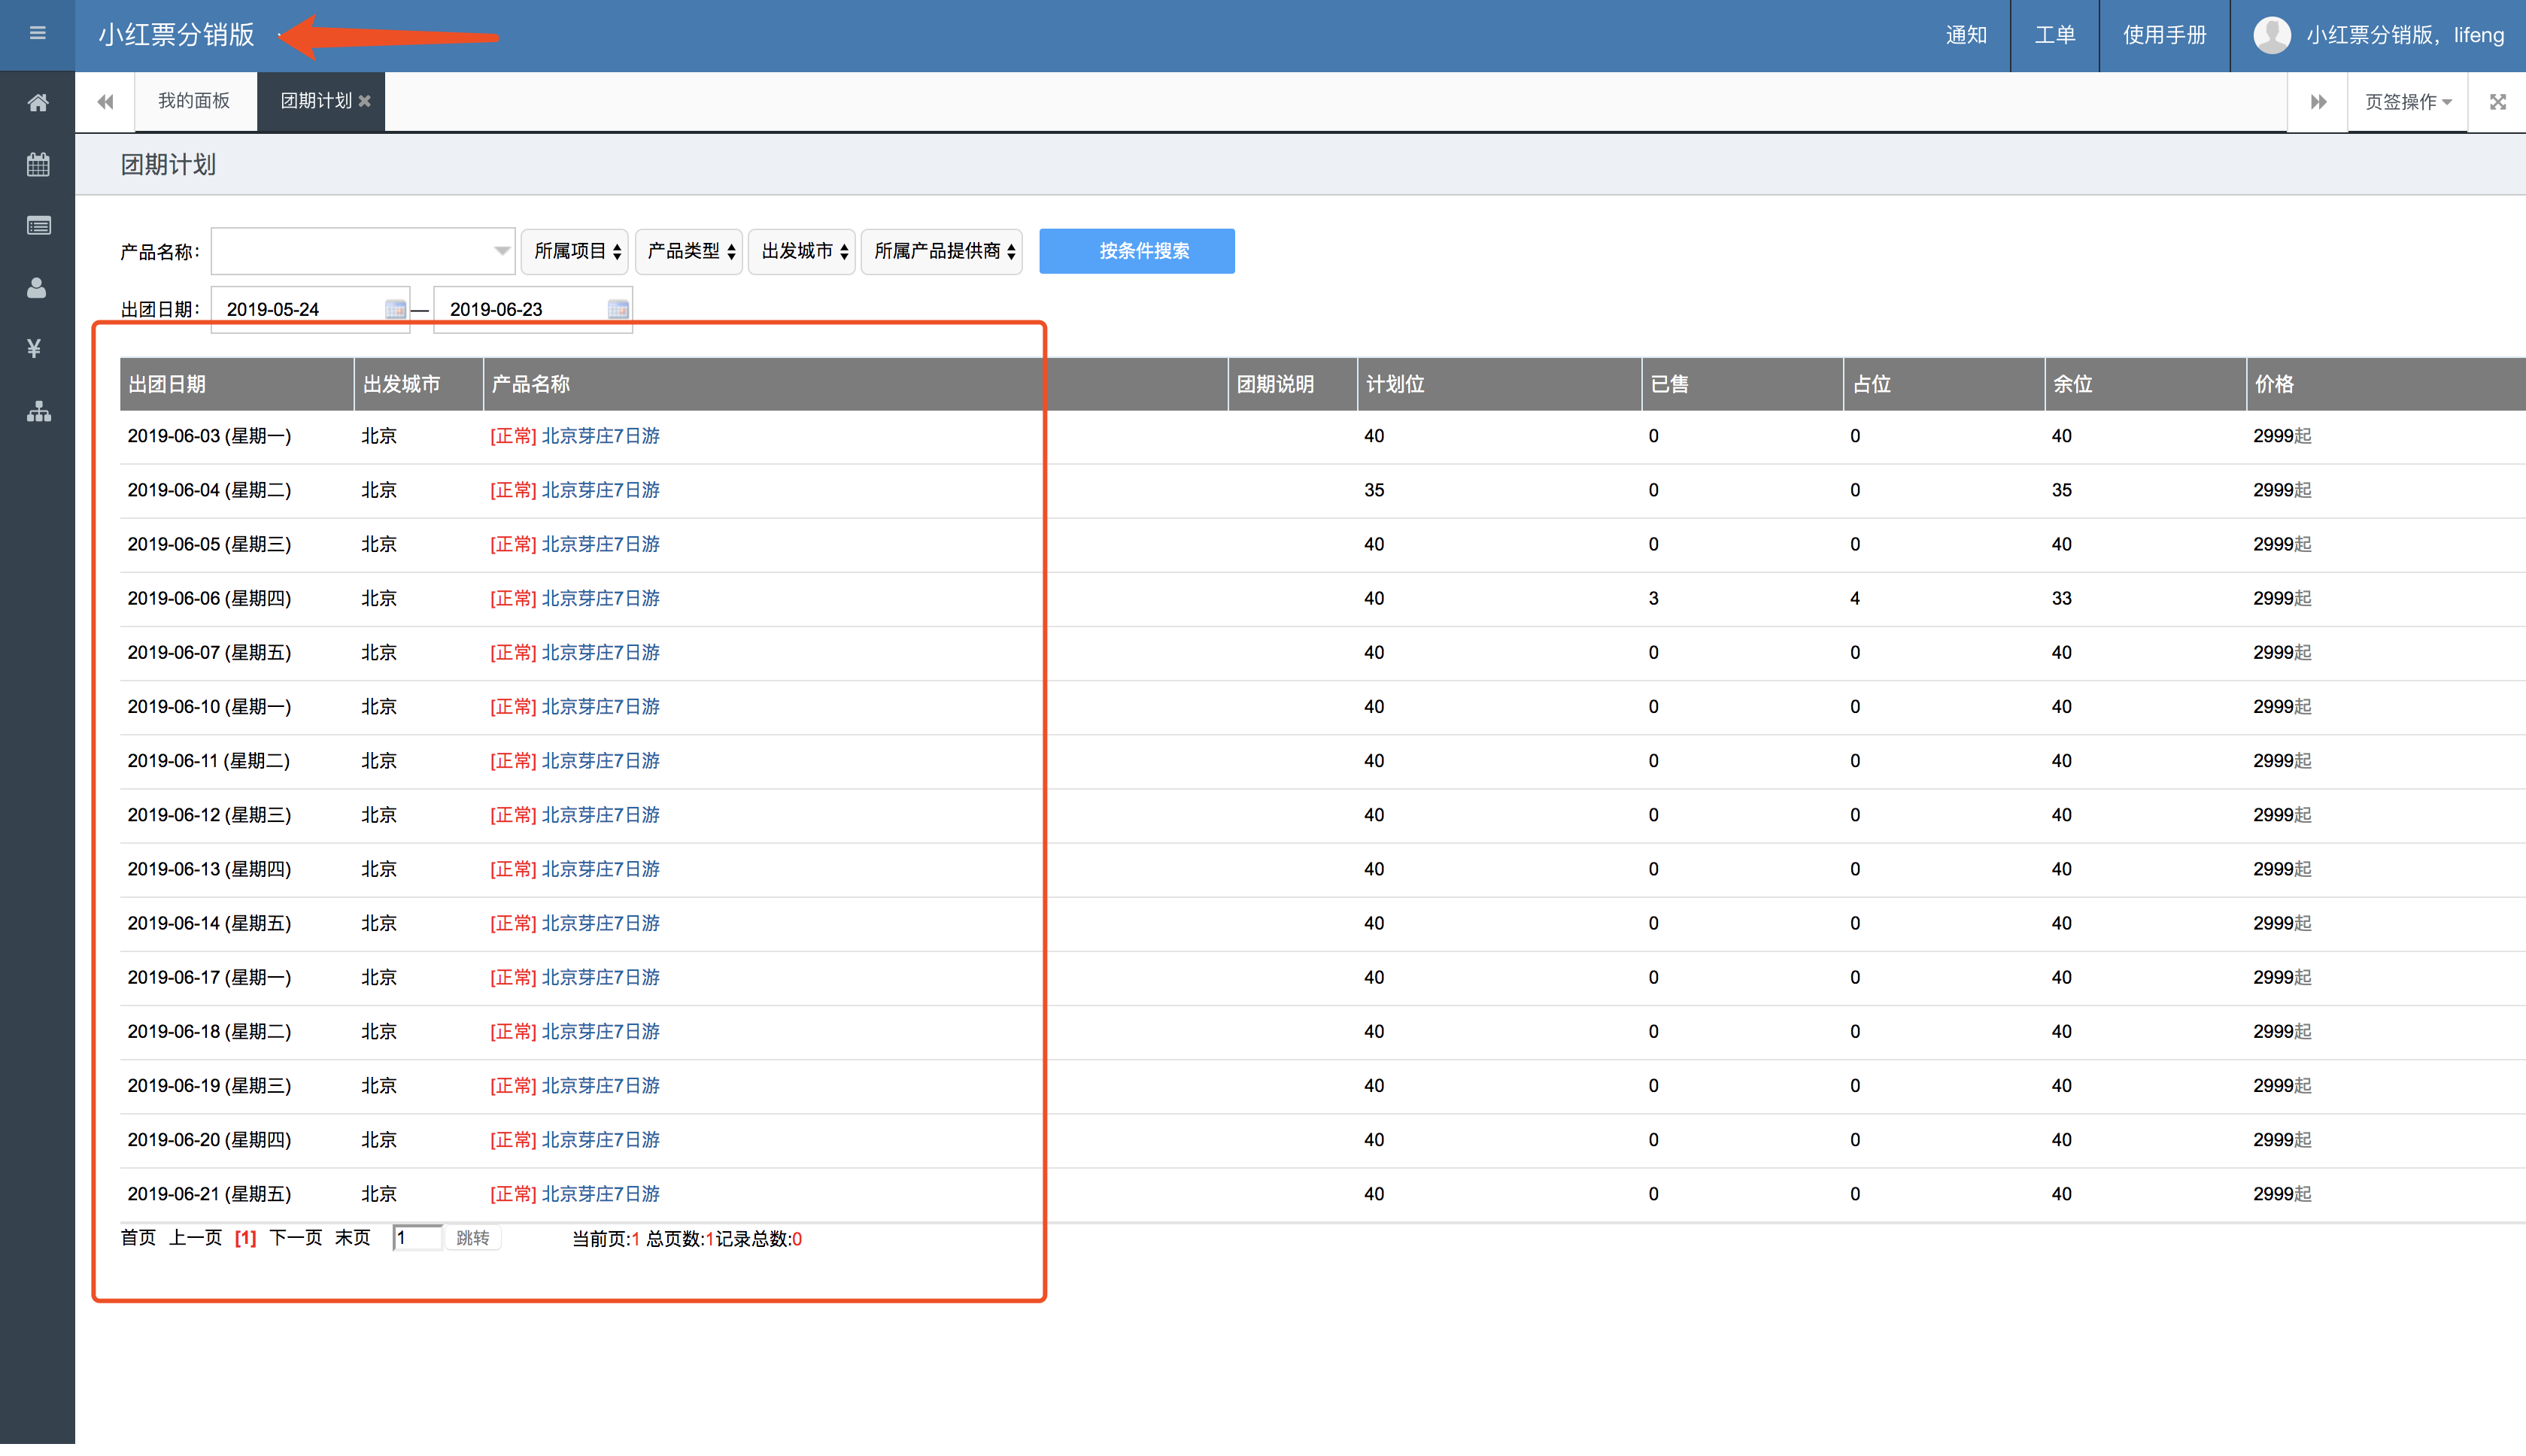 小红票分销版
通知 工单 使用手册 小红票分销版，lifeng
我的面板 团期计划 页签操作
团期计划
产品名称： 所属项目 产品类型 出发城市 所属产品提供商 按条件搜索
出团日期： 2019-05-24 — 2019-06-23
出团日期 出发城市 产品名称 团期说明 计划位 已售 占位 余位 价格
2019-06-03 (星期一) 北京 [正常] 北京芽庄7日游 40 0 0 40 2999起
2019-06-04 (星期二) 北京 [正常] 北京芽庄7日游 35 0 0 35 2999起
2019-06-05 (星期三) 北京 [正常] 北京芽庄7日游 40 0 0 40 2999起
2019-06-06 (星期四) 北京 [正常] 北京芽庄7日游 40 3 4 33 2999起
2019-06-07 (星期五) 北京 [正常] 北京芽庄7日游 40 0 0 40 2999起
2019-06-10 (星期一) 北京 [正常] 北京芽庄7日游 40 0 0 40 2999起
2019-06-11 (星期二) 北京 [正常] 北京芽庄7日游 40 0 0 40 2999起
2019-06-12 (星期三) 北京 [正常] 北京芽庄7日游 40 0 0 40 2999起
2019-06-13 (星期四) 北京 [正常] 北京芽庄7日游 40 0 0 40 2999起
2019-06-14 (星期五) 北京 [正常] 北京芽庄7日游 40 0 0 40 2999起
2019-06-17 (星期一) 北京 [正常] 北京芽庄7日游 40 0 0 40 2999起
2019-06-18 (星期二) 北京 [正常] 北京芽庄7日游 40 0 0 40 2999起
2019-06-19 (星期三) 北京 [正常] 北京芽庄7日游 40 0 0 40 2999起
2019-06-20 (星期四) 北京 [正常] 北京芽庄7日游 40 0 0 40 2999起
2019-06-21 (星期五) 北京 [正常] 北京芽庄7日游 40 0 0 40 2999起
首页 上一页 [1] 下一页 末页 1 跳转 当前页:1 总页数:1记录总数:0